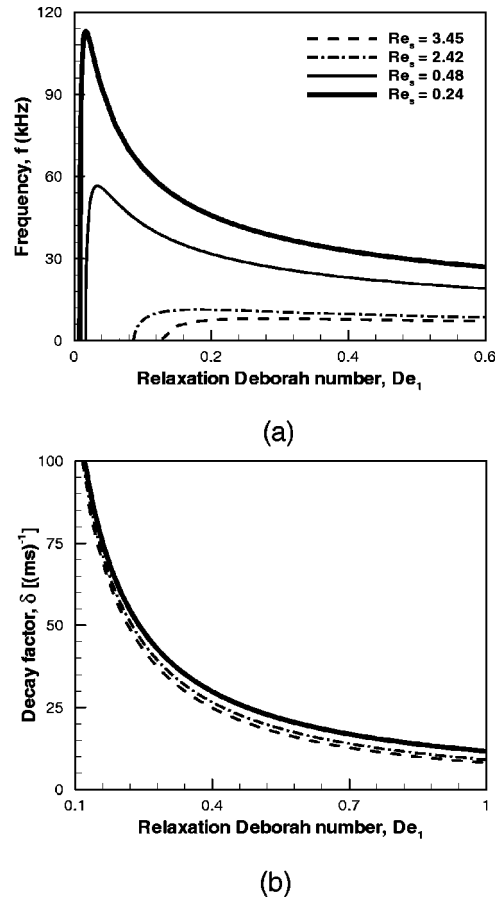 120
90
60
30
0
Frequency, f (kHz)
Re_s = 3.45
Re_s = 2.42
Re_s = 0.48
Re_s = 0.24
0 0.2 0.4 0.6
Relaxation Deborah number, De_1
(a)
100
75
50
25
0
Decay factor, δ [(ms)^-1]
0.1 0.4 0.7 1
Relaxation Deborah number, De_1
(b)